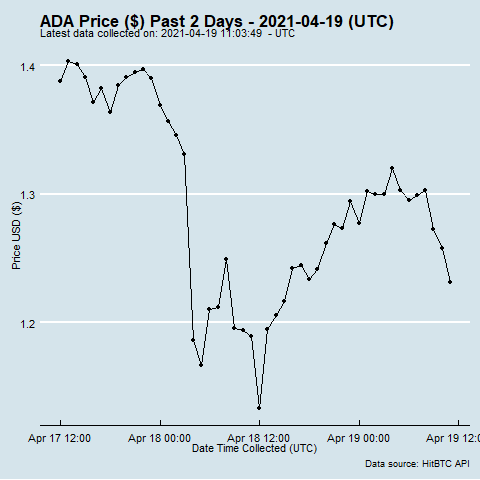 ADA Price ($) Past 2 Days - 2021-04-19 (UTC)
Latest data collected on: 2021-04-19 11:03:49  - UTC
1.4
1.3
1.2
Price USD ($)
Apr 17 12:00 Apr 18 00:00 Apr 18 12:00 Apr 19 00:00 Apr 19 12:00
Date Time Collected (UTC)
Data source: HitBTC API